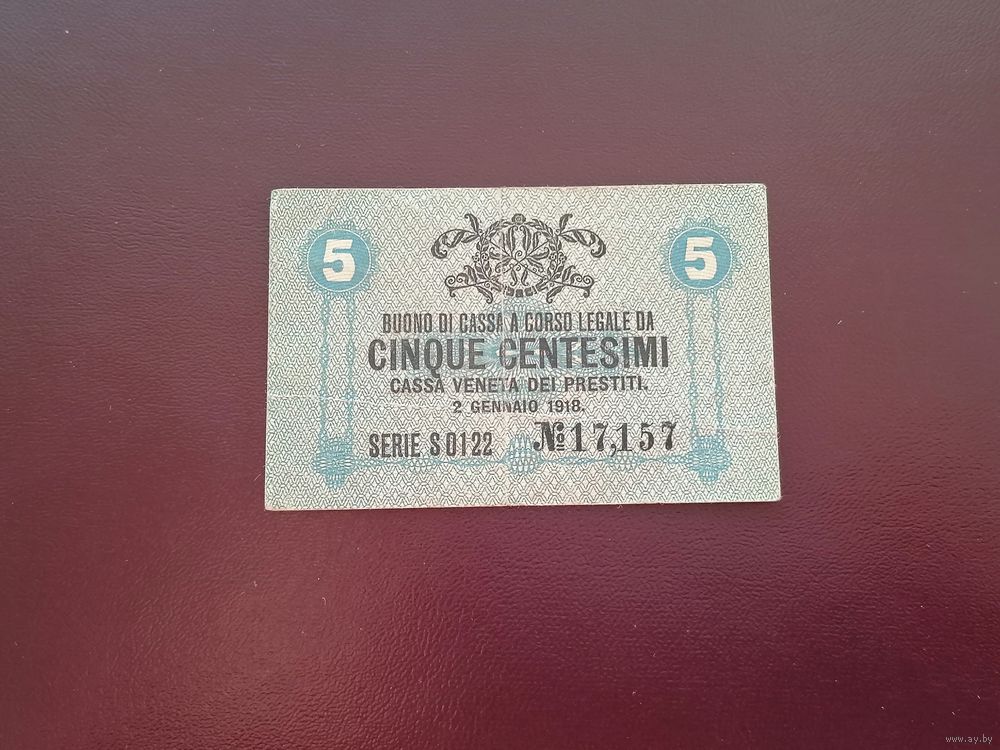 5 5
BUONO DI CASSA A CORSO LEGALE DA
CINQUE CENTESIMI
CASSA VENETA DEI PRESTITI.
2 GENNAIO 1918.
SERIE S 0122 № 17,157
www.ay.by